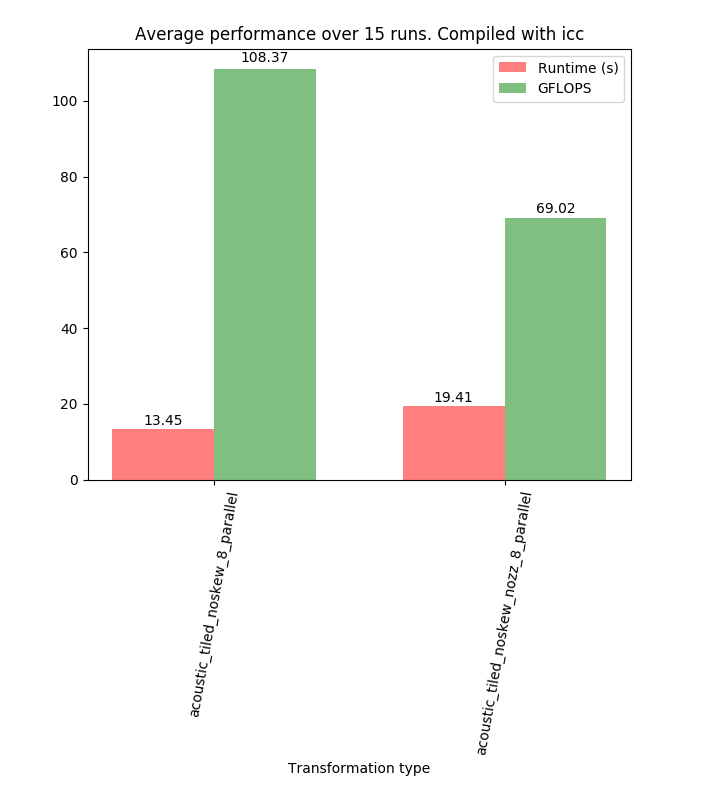 Average performance over 15 runs. Compiled with icc
108.37
Runtime (s)
GFLOPS
100
80
69.02
60
40
20
19.41
13.45
0
acoustic_tiled_noskew_8_parallel
acoustic_tiled_noskew_nozz_8_parallel
Transformation type